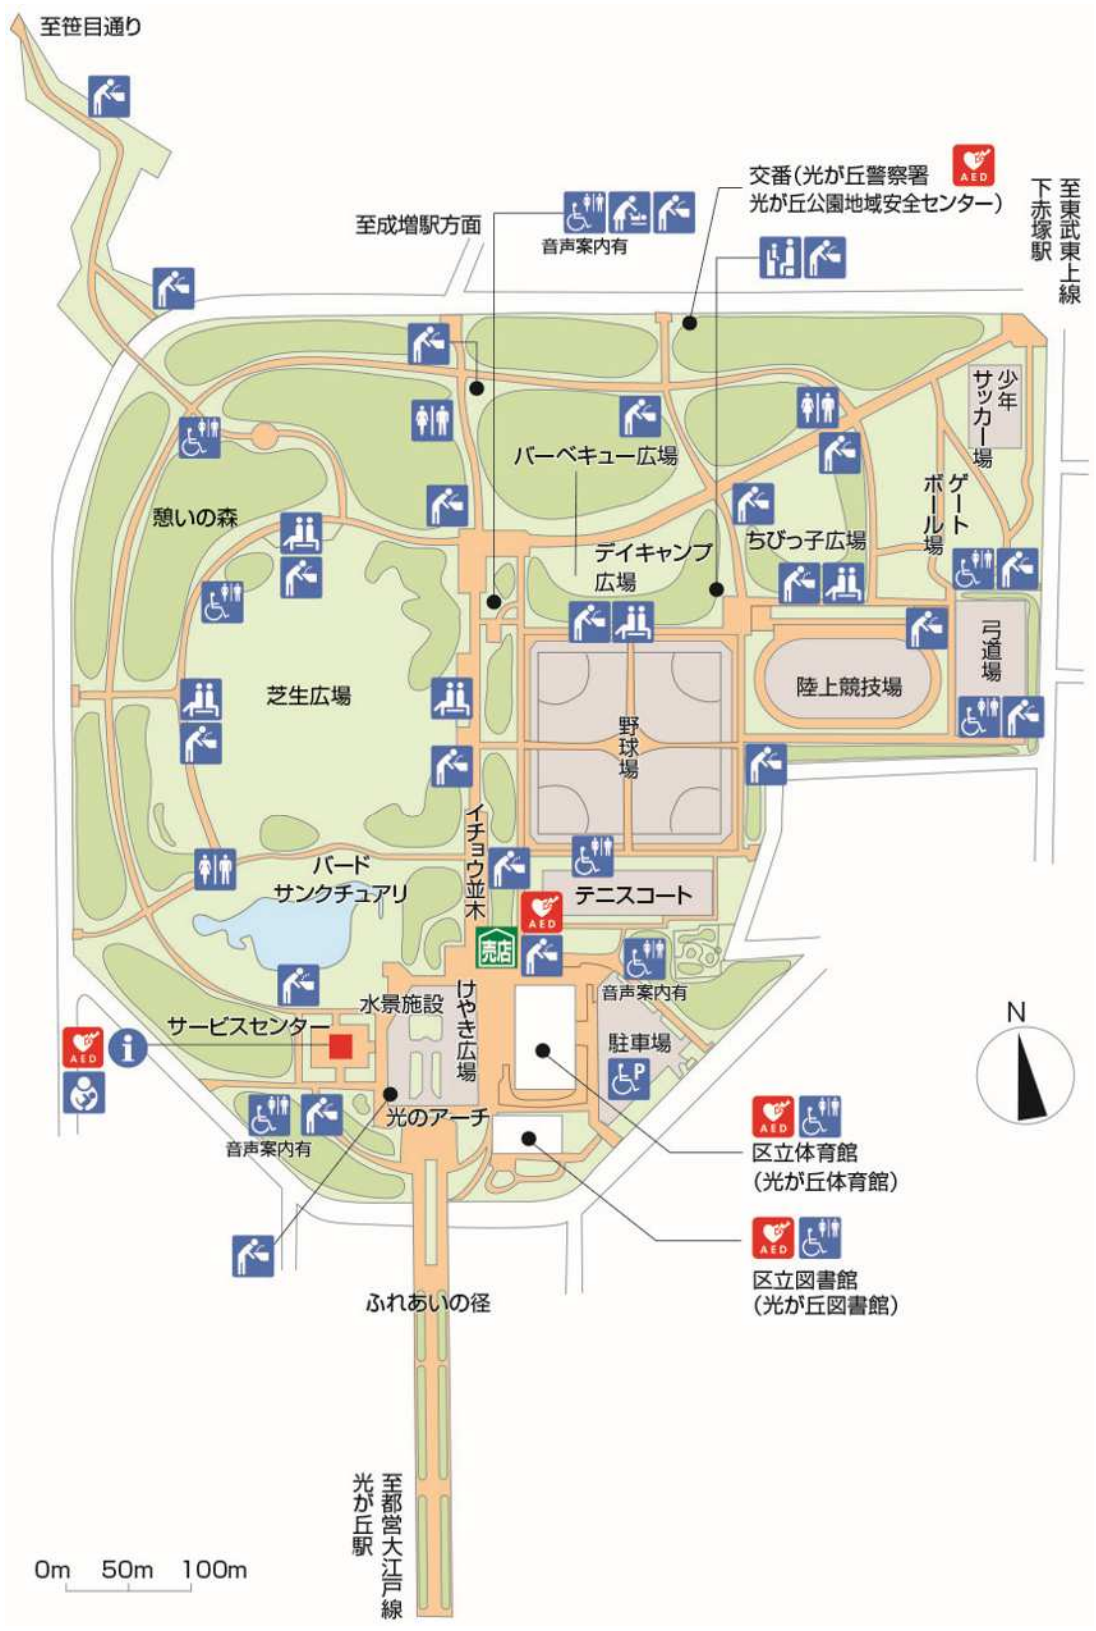 至笹目通り
交番(光が丘警察署
光が丘公園地域安全センター)
AED
至東武東上線
下赤塚駅
至成増駅方面
音声案内有
少年
サッカー場
バーベキュー広場
ゲート
ボール場
憩いの森
ちびっ子広場
デイキャンプ
広場
弓道場
芝生広場
陸上競技場
野球場
イチョウ並木
バード
サンクチュアリ
テニスコート
AED
売店
音声案内有
水景施設
けやき広場
サービスセンター
AED
i
駐車場
P
N
光のアーチ
音声案内有
AED
区立体育館
(光が丘体育館)
AED
区立図書館
(光が丘図書館)
ふれあいの径
至都営大江戸線
光が丘駅
0m 50m 100m